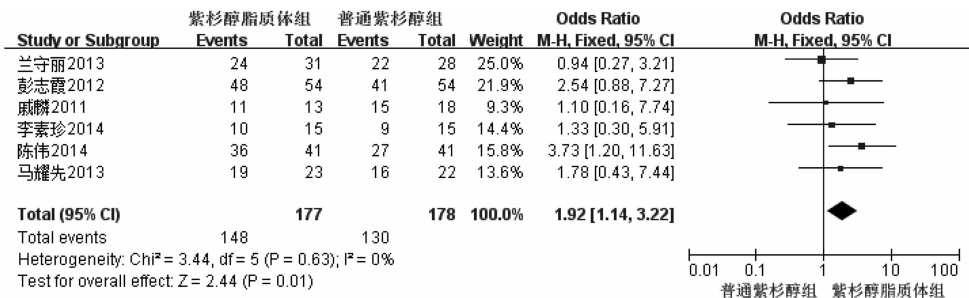 紫杉醇脂质体组 普通紫杉醇组 Odds Ratio Odds Ratio
Study or Subgroup Events Total Events Total Weight M-H, Fixed, 95% CI M-H, Fixed, 95% CI
兰守丽2013 24 31 22 28 25.0% 0.94 [0.27, 3.21]
彭志霞2012 48 54 41 54 21.9% 2.54 [0.88, 7.27]
戚麟2011 11 13 15 18 9.3% 1.10 [0.16, 7.74]
李素珍2014 10 15 9 15 14.4% 1.33 [0.30, 5.91]
陈伟2014 36 41 27 41 15.8% 3.73 [1.20, 11.63]
马耀先2013 19 23 16 22 13.6% 1.78 [0.43, 7.44]
Total (95% CI) 177 178 100.0% 1.92 [1.14, 3.22]
Total events 148 130
Heterogeneity: Chi² = 3.44, df = 5 (P = 0.63); I² = 0%
Test for overall effect: Z = 2.44 (P = 0.01)
0.01 0.1 1 10 100
普通紫杉醇组 紫杉醇脂质体组